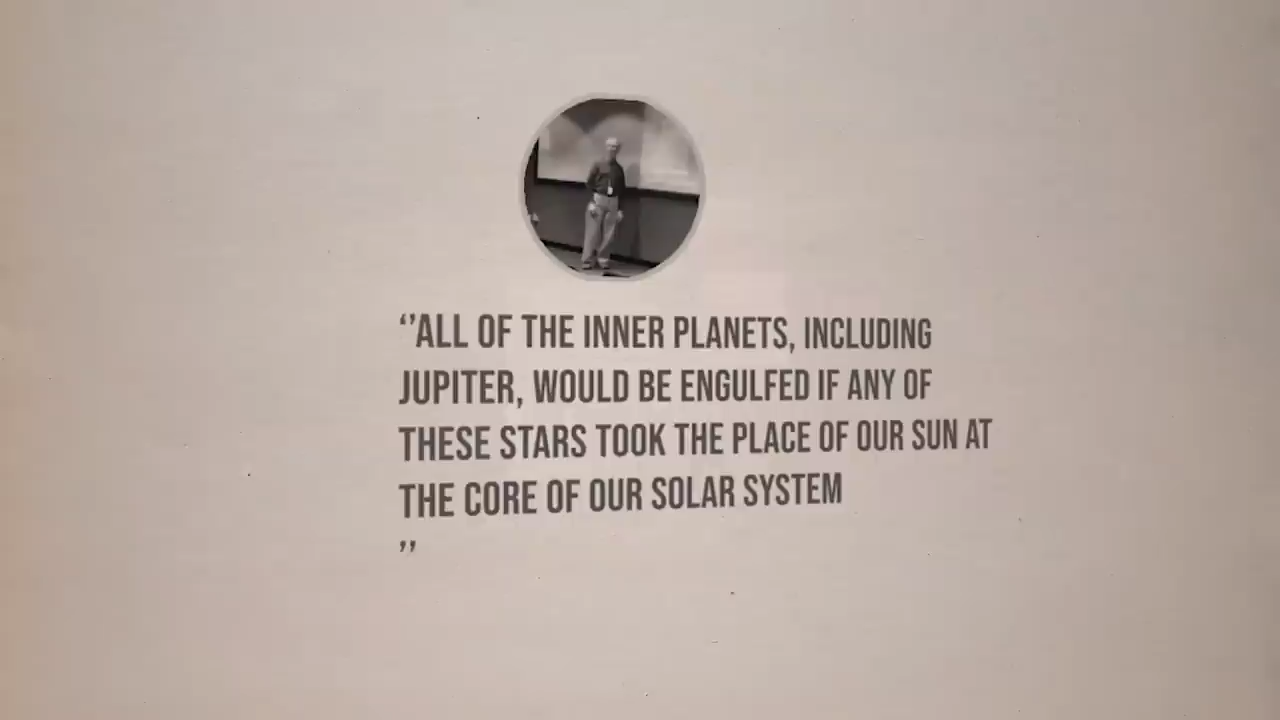 ‘’ALL OF THE INNER PLANETS, INCLUDING
JUPITER, WOULD BE ENGULFED IF ANY OF
THESE STARS TOOK THE PLACE OF OUR SUN AT
THE CORE OF OUR SOLAR SYSTEM
’’